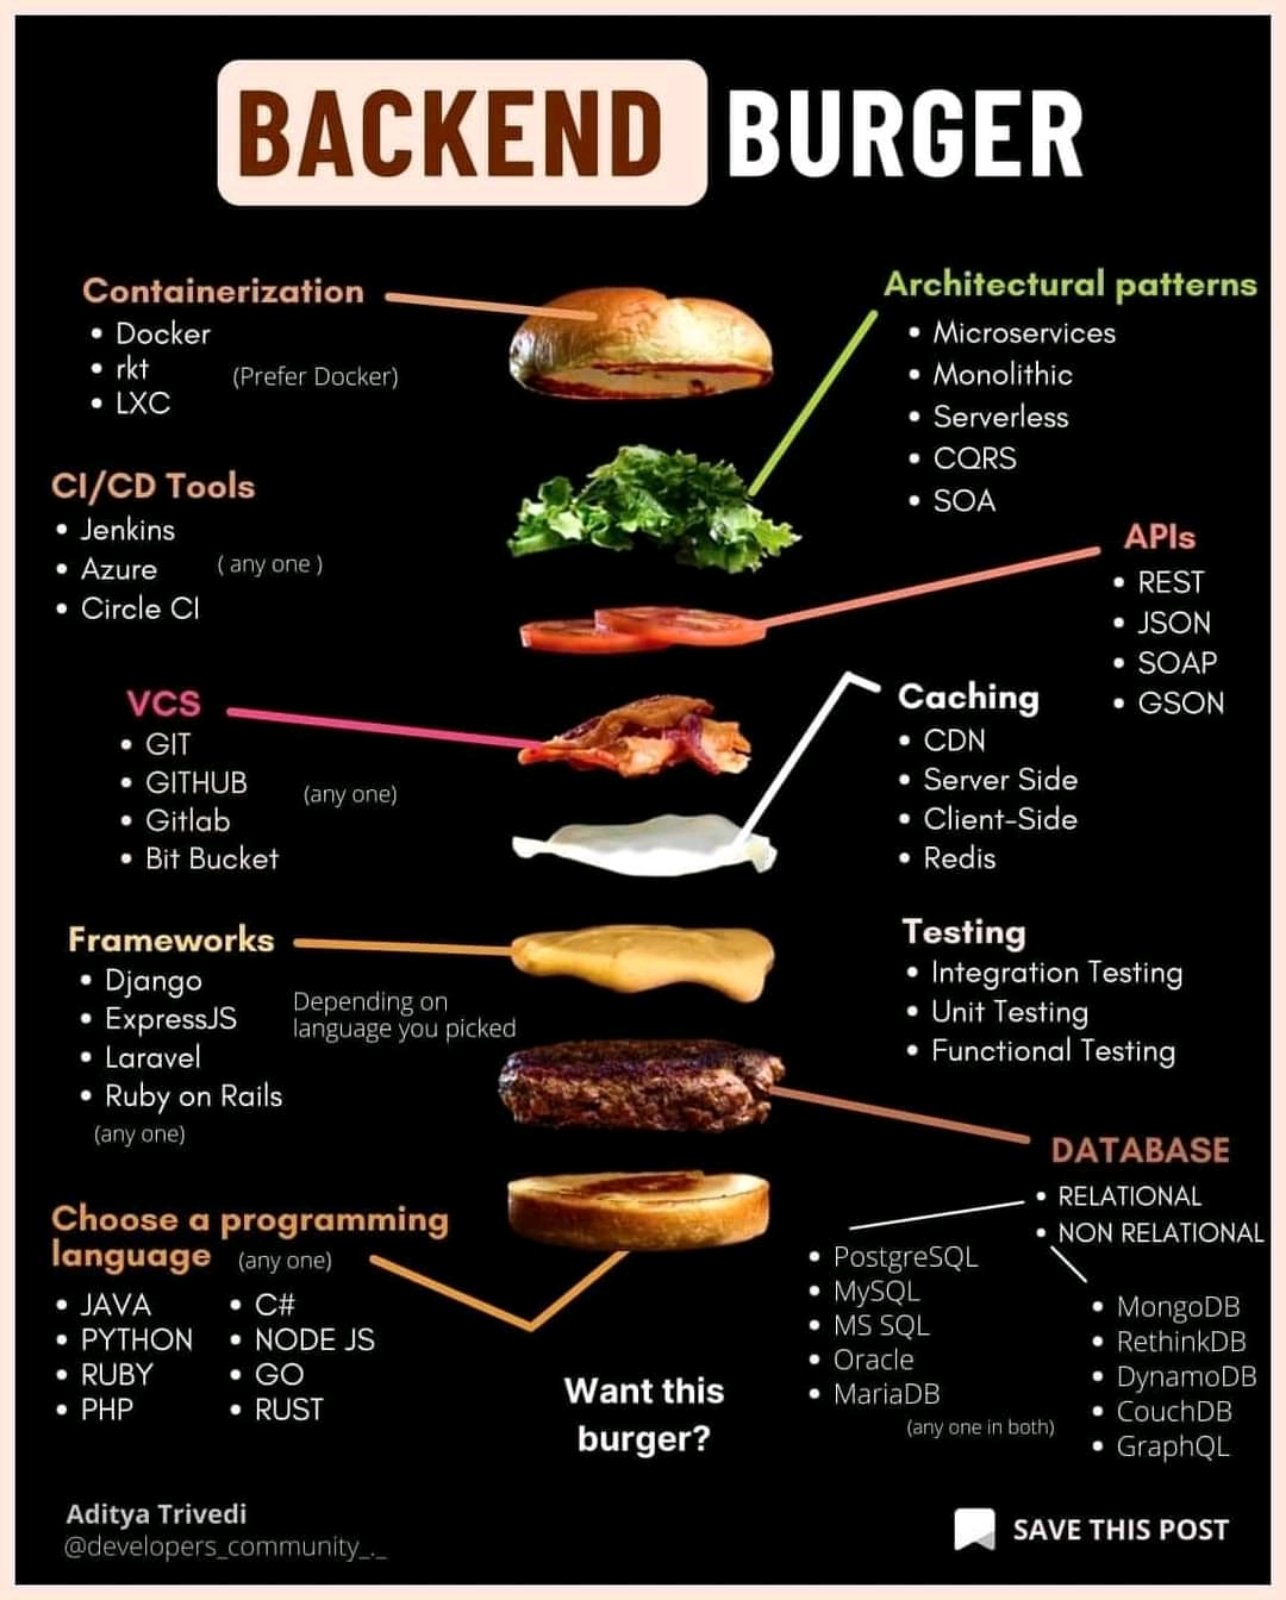 BACKEND BURGER
Containerization
• Docker
• rkt
(Prefer Docker)
• LXC
Architectural patterns
• Microservices
• Monolithic
• Serverless
• CQRS
• SOA
CI/CD Tools
• Jenkins
• Azure
( any one )
• Circle CI
APIs
• REST
• JSON
• SOAP
• GSON
VCS
• GIT
• GITHUB
(any one)
• Gitlab
• Bit Bucket
Caching
• CDN
• Server Side
• Client-Side
• Redis
Frameworks
• Django
• ExpressJS
• Laravel
• Ruby on Rails
(any one)
Depending on
language you picked
Testing
• Integration Testing
• Unit Testing
• Functional Testing
DATABASE
• RELATIONAL
• NON RELATIONAL
• PostgreSQL
• MySQL
• MS SQL
• Oracle
• MariaDB
(any one in both)
• MongoDB
• RethinkDB
• DynamoDB
• CouchDB
• GraphQL
Choose a programming
language (any one)
• JAVA
• PYTHON
• RUBY
• PHP
• C#
• NODE JS
• GO
• RUST
Want this
burger?
Aditya Trivedi
@developers_community_._
SAVE THIS POST